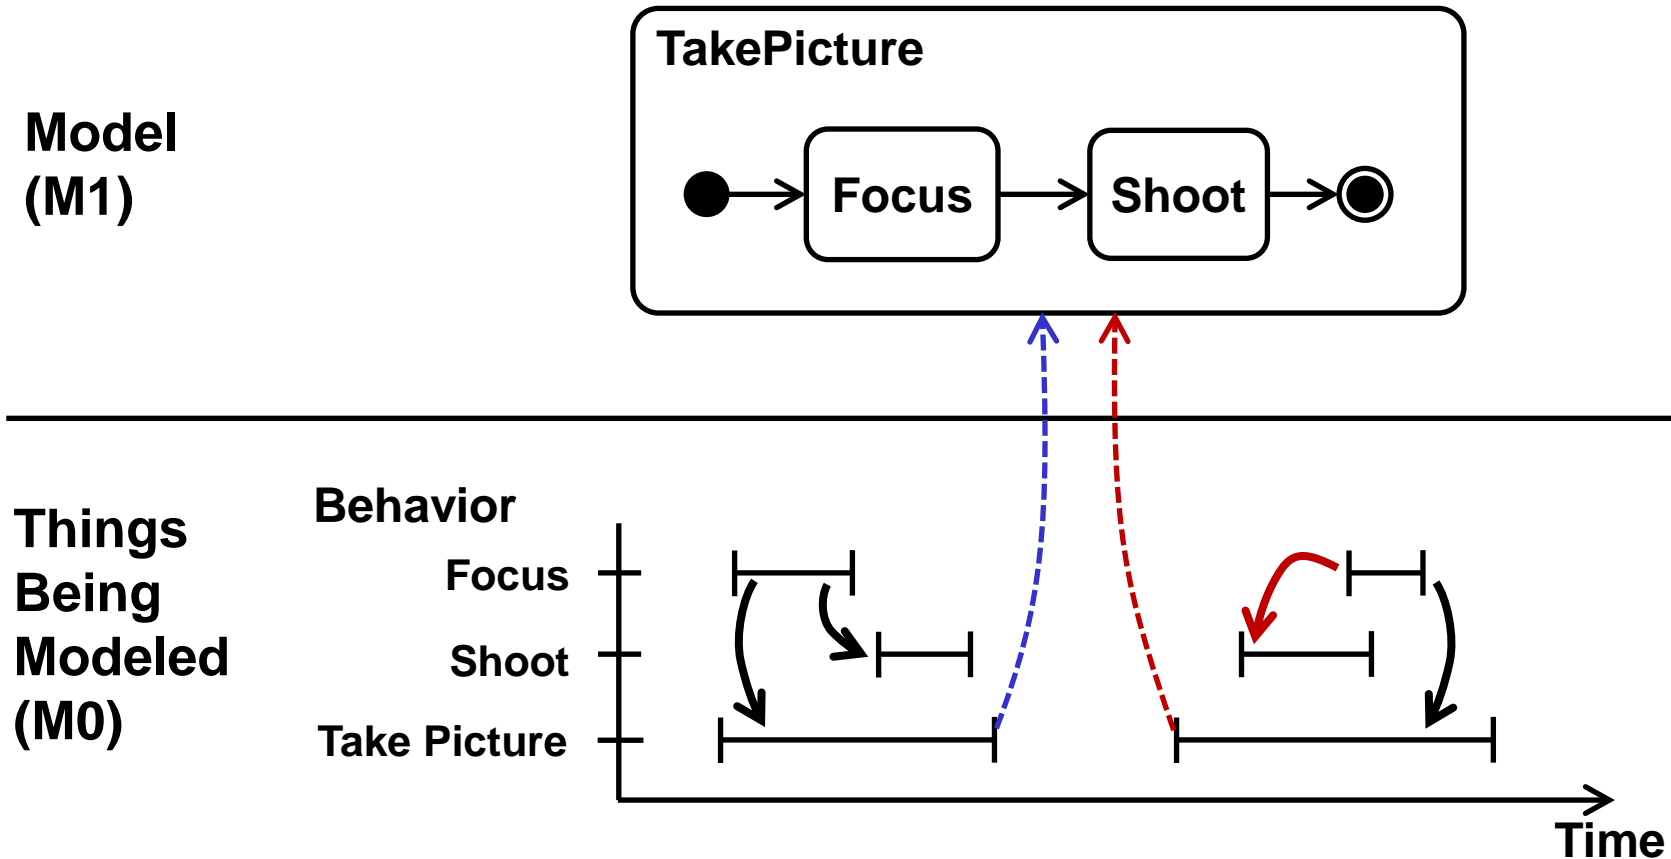 TakePicture
Model
(M1)
Focus
Shoot
Things
Being
Modeled
(M0)
Behavior
Focus
Shoot
Take Picture
Time